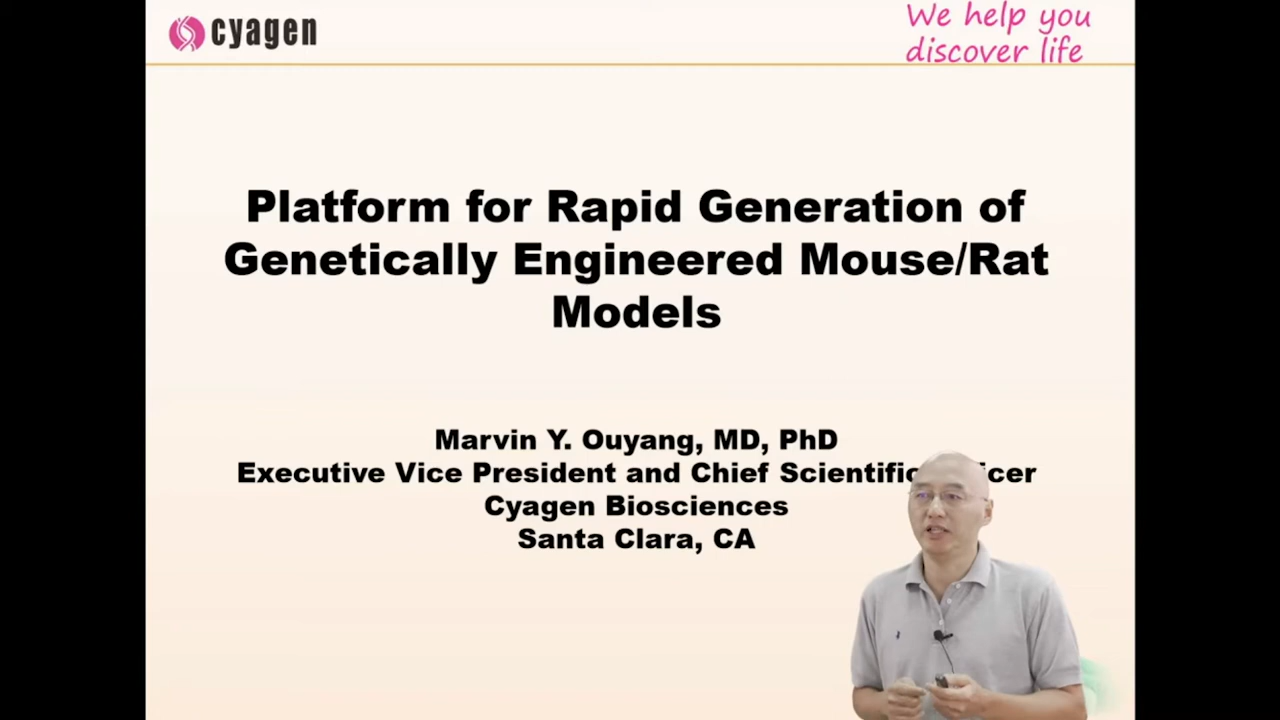 cyagen
We help you
discover life
Platform for Rapid Generation of
Genetically Engineered Mouse/Rat
Models
Marvin Y. Ouyang, MD, PhD
Executive Vice President and Chief Scientific icer
Cyagen Biosciences
Santa Clara, CA